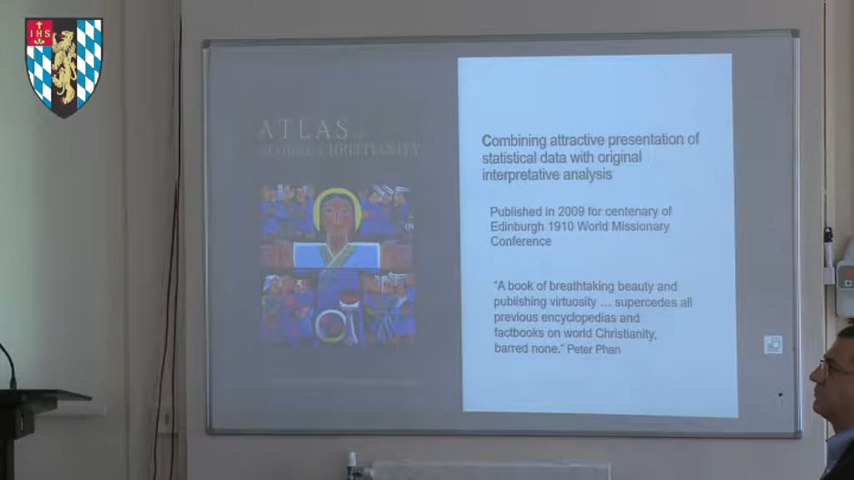 IHS
ATLAS of
GLOBAL CHRISTIANITY
Combining attractive presentation of
statistical data with original
interpretative analysis
Published in 2009 for centenary of
Edinburgh 1910 World Missionary
Conference
“A book of breathtaking beauty and
publishing virtuosity … supercedes all
previous encyclopedias and
factbooks on world Christianity,
barred none.” Peter Phan